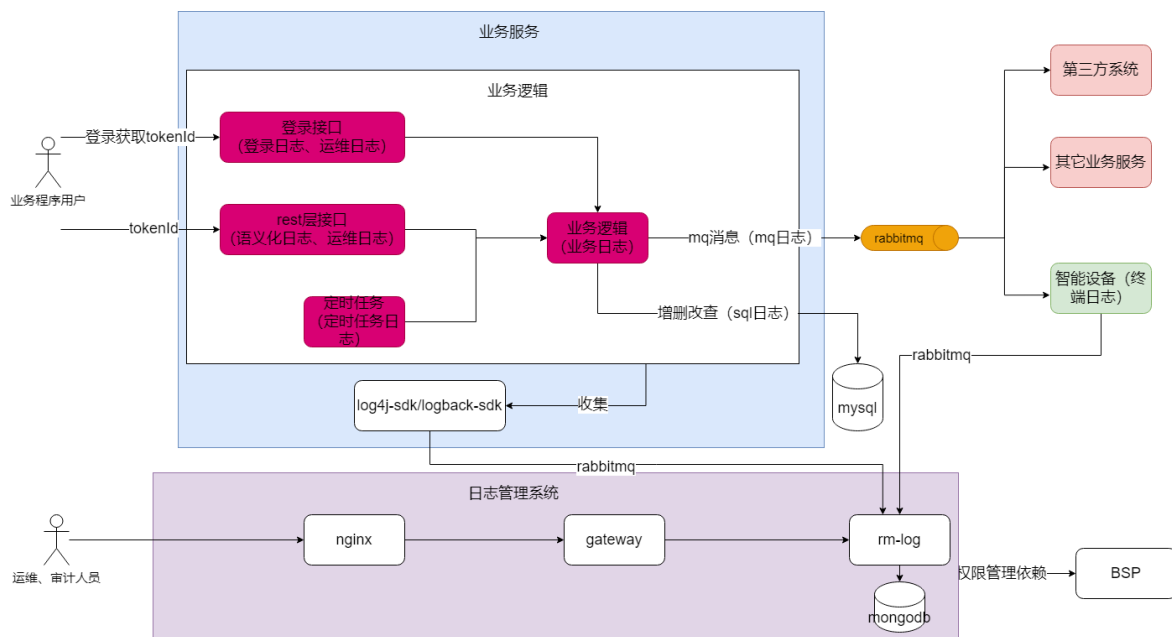 业务服务
业务逻辑
第三方系统
登录获取tokenId
登录接口
（登录日志、运维日志）
其它业务服务
业务程序用户
tokenId
rest层接口
（语义化日志、运维日志）
业务逻辑
（业务日志）
mq消息（mq日志）
rabbitmq
智能设备（终
端日志）
定时任务
（定时任务日
志）
增删改查（sql日志）
rabbitmq
mysql
log4j-sdk/logback-sdk
收集
rabbitmq
日志管理系统
nginx
gateway
rm-log
运维、审计人员
权限管理依赖
BSP
mongodb